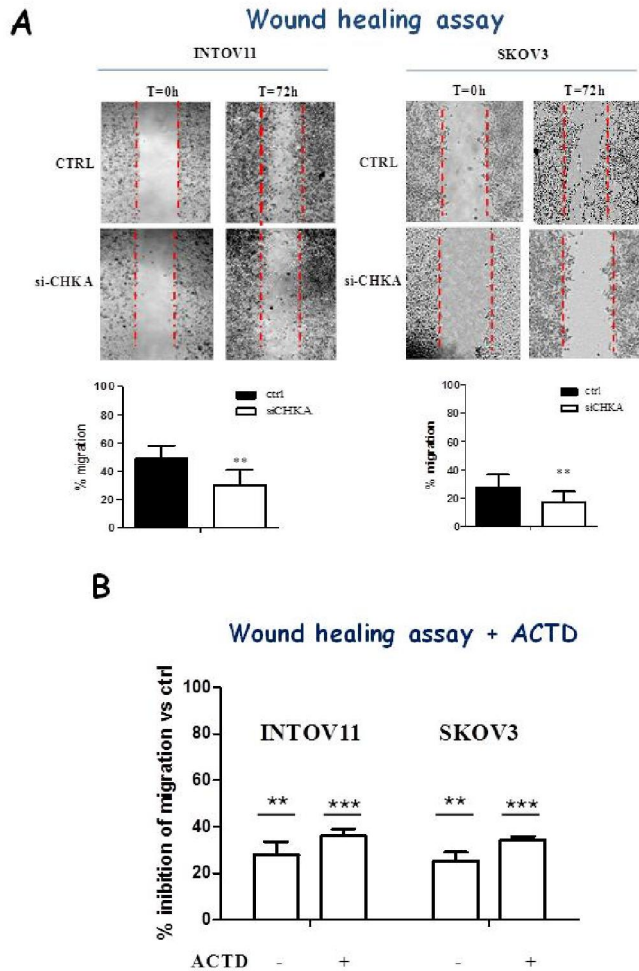 A
Wound healing assay
INTOV11
SKOV3
T=0h T=72h
T=0h T=72h
CTRL
CTRL
si-CHKA
si-CHKA
% migration
100
80
60
40
20
0
ctrl
siCHKA
**
% migration
100
80
60
40
20
0
ctrl
siCHKA
**
B
Wound healing assay + ACTD
% inibition of migration vs ctrl
100
80
60
40
20
0
INTOV11 SKOV3
** *** ** ***
ACTD - + - +